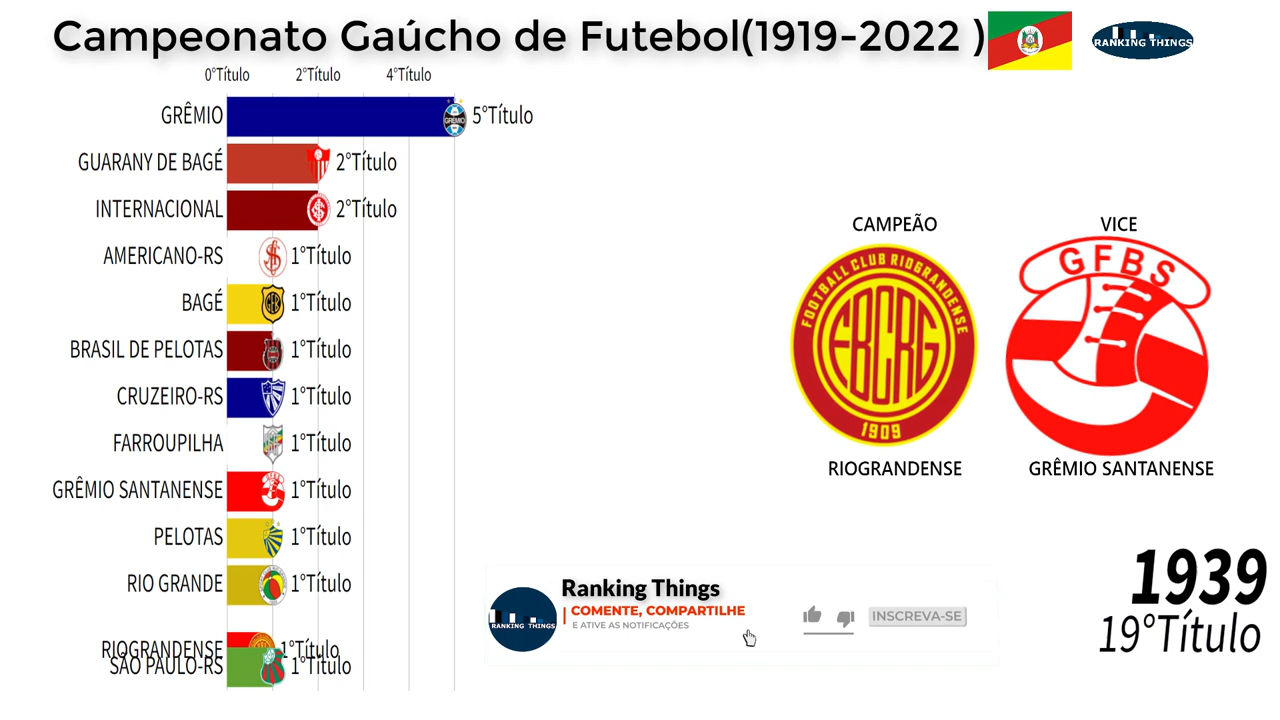 Campeonato Gaúcho de Futebol(1919-2022 )
RANKING THINGS
0°Título 2°Título 4°Título
GRÊMIO GRÊMIO 5°Título
GUARANY DE BAGÉ 2°Título
INTERNACIONAL 2°Título
AMERICANO-RS 1°Título
BAGÉ 1°Título
BRASIL DE PELOTAS 1°Título
CRUZEIRO-RS 1°Título
FARROUPILHA 1°Título
GRÊMIO SANTANENSE 1°Título
PELOTAS 1°Título
RIO GRANDE 1°Título
RIOGRANDENSE 1°Título
SÃO PAULO-RS 1°Título
CAMPEÃO
FOOTBALL CLUB RIOGRANDENSE
FBCRG
1909
RIOGRANDENSE
VICE
GFBS
GRÊMIO SANTANENSE
1939
19°Título
RANKING THINGS
Ranking Things
COMENTE, COMPARTILHE
E ATIVE AS NOTIFICAÇÕES
INSCREVA-SE